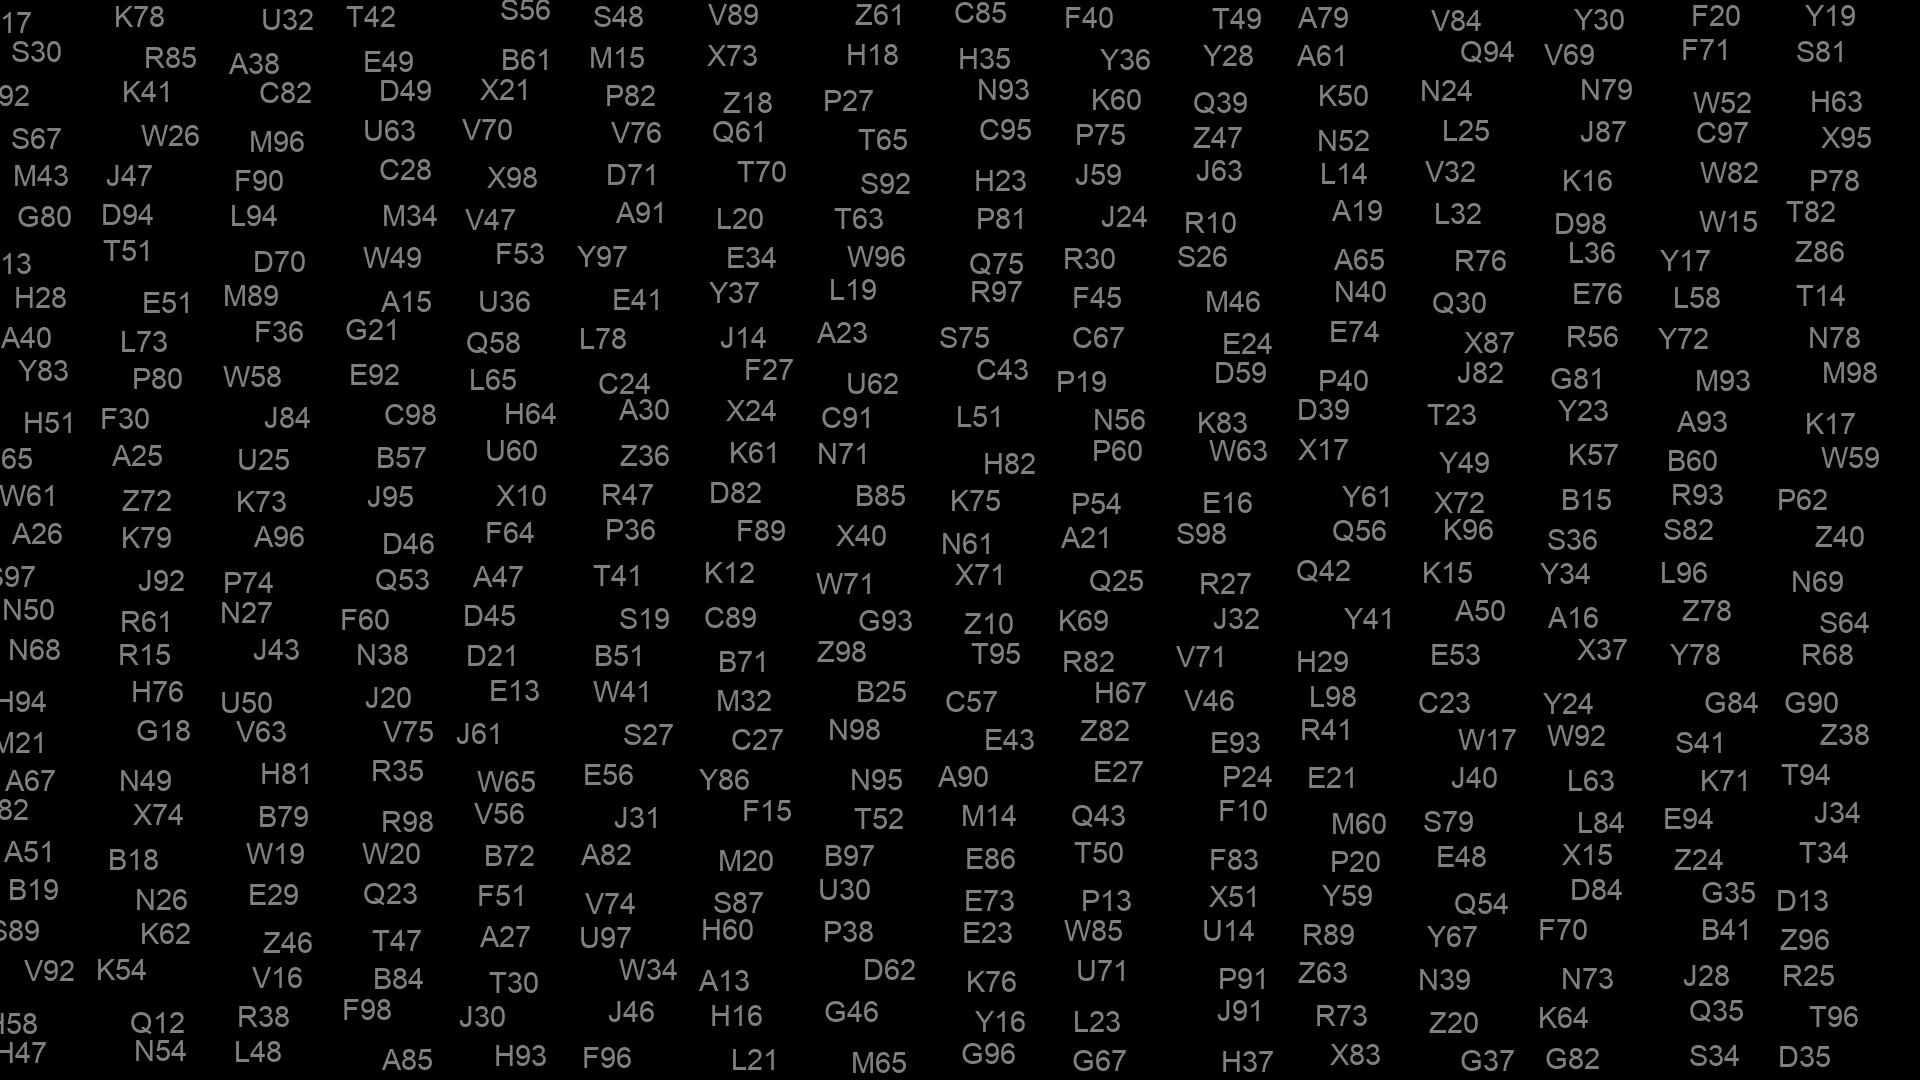 17 K78 U32 T42 S56 S48 V89 Z61 C85 F40 T49 A79 V84 Y30 F20 Y19
S30 R85 A38 E49 B61 M15 X73 H18 H35 Y36 Y28 A61 Q94 V69 F71 S81
92 K41 C82 D49 X21 P82 Z18 P27 N93 K60 Q39 K50 N24 N79 W52 H63
S67 W26 M96 U63 V70 V76 Q61 T65 C95 P75 Z47 N52 L25 J87 C97 X95
M43 J47 F90 C28 X98 D71 T70 S92 H23 J59 J63 L14 V32 K16 W82 P78
G80 D94 L94 M34 V47 A91 L20 T63 P81 J24 R10 A19 L32 D98 W15 T82
13 T51 D70 W49 F53 Y97 E34 W96 Q75 R30 S26 A65 R76 L36 Y17 Z86
H28 E51 M89 A15 U36 E41 Y37 L19 R97 F45 M46 N40 Q30 E76 L58 T14
A40 L73 F36 G21 Q58 L78 J14 A23 S75 C67 E24 E74 X87 R56 Y72 N78
Y83 P80 W58 E92 L65 C24 F27 U62 C43 P19 D59 P40 J82 G81 M93 M98
H51 F30 J84 C98 H64 A30 X24 C91 L51 N56 K83 D39 T23 Y23 A93 K17
65 A25 U25 B57 U60 Z36 K61 N71 H82 P60 W63 X17 Y49 K57 B60 W59
W61 Z72 K73 J95 X10 R47 D82 B85 K75 P54 E16 Y61 X72 B15 R93 P62
A26 K79 A96 D46 F64 P36 F89 X40 N61 A21 S98 Q56 K96 S36 S82 Z40
S97 J92 P74 Q53 A47 T41 K12 W71 X71 Q25 R27 Q42 K15 Y34 L96 N69
N50 R61 N27 F60 D45 S19 C89 G93 Z10 K69 J32 Y41 A50 A16 Z78 S64
N68 R15 J43 N38 D21 B51 B71 Z98 T95 R82 V71 H29 E53 X37 Y78 R68
H94 H76 U50 J20 E13 W41 M32 B25 C57 H67 V46 L98 C23 Y24 G84 G90
M21 G18 V63 V75 J61 S27 C27 N98 E43 Z82 E93 R41 W17 W92 S41 Z38
A67 N49 H81 R35 W65 E56 Y86 N95 A90 E27 P24 E21 J40 L63 K71 T94
82 X74 B79 R98 V56 J31 F15 T52 M14 Q43 F10 M60 S79 L84 E94 J34
A51 B18 W19 W20 B72 A82 M20 B97 E86 T50 F83 P20 E48 X15 Z24 T34
B19 N26 E29 Q23 F51 V74 S87 U30 E73 P13 X51 Y59 Q54 D84 G35 D13
S89 K62 Z46 T47 A27 U97 H60 P38 E23 W85 U14 R89 Y67 F70 B41 Z96
V92 K54 V16 B84 T30 W34 A13 D62 K76 U71 P91 Z63 N39 N73 J28 R25
H58 Q12 R38 F98 J30 J46 H16 G46 Y16 L23 J91 R73 Z20 K64 Q35 T96
H47 N54 L48 A85 H93 F96 L21 M65 G96 G67 H37 X83 G37 G82 S34 D35